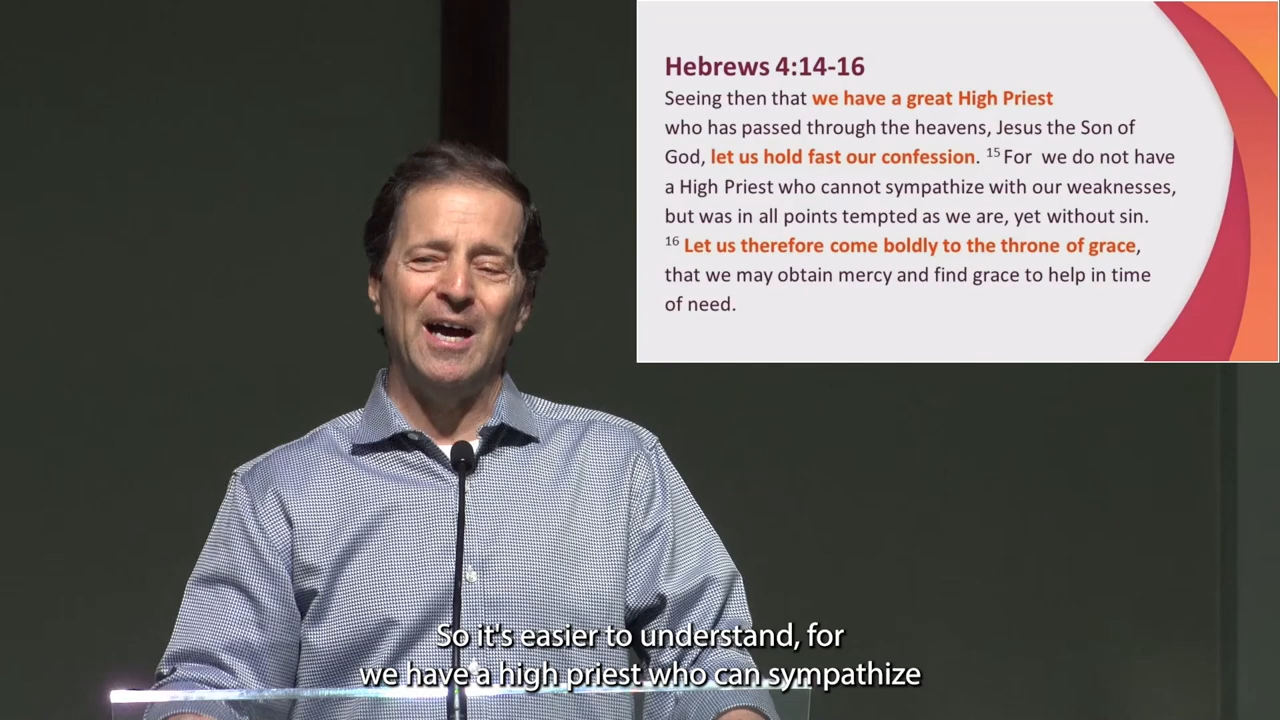 Hebrews 4:14-16
Seeing then that we have a great High Priest
who has passed through the heavens, Jesus the Son of
God, let us hold fast our confession. 15 For we do not have
a High Priest who cannot sympathize with our weaknesses,
but was in all points tempted as we are, yet without sin.
16 Let us therefore come boldly to the throne of grace,
that we may obtain mercy and find grace to help in time
of need.
So it's easier to understand, for
we have a high priest who can sympathize